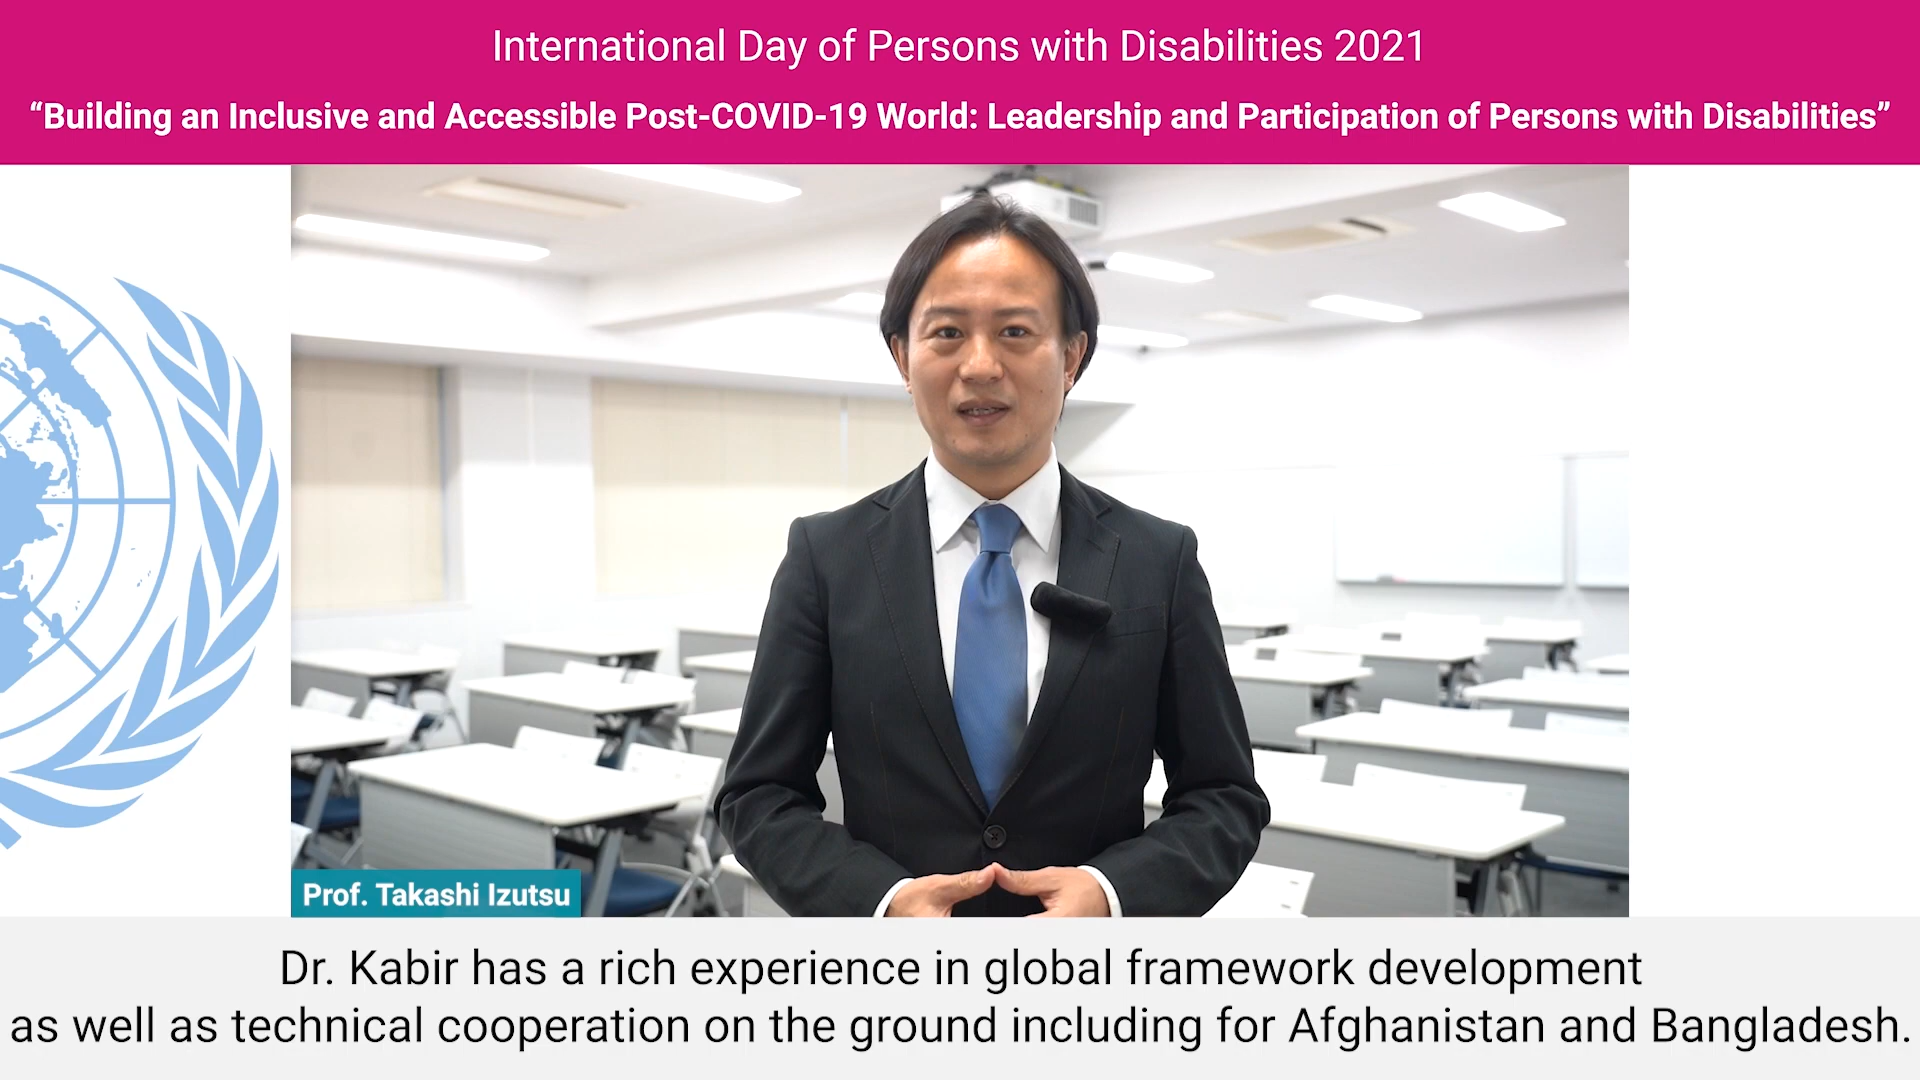 International Day of Persons with Disabilities 2021
“Building an Inclusive and Accessible Post-COVID-19 World: Leadership and Participation of Persons with Disabilities”
Prof. Takashi Izutsu
Dr. Kabir has a rich experience in global framework development
as well as technical cooperation on the ground including for Afghanistan and Bangladesh.